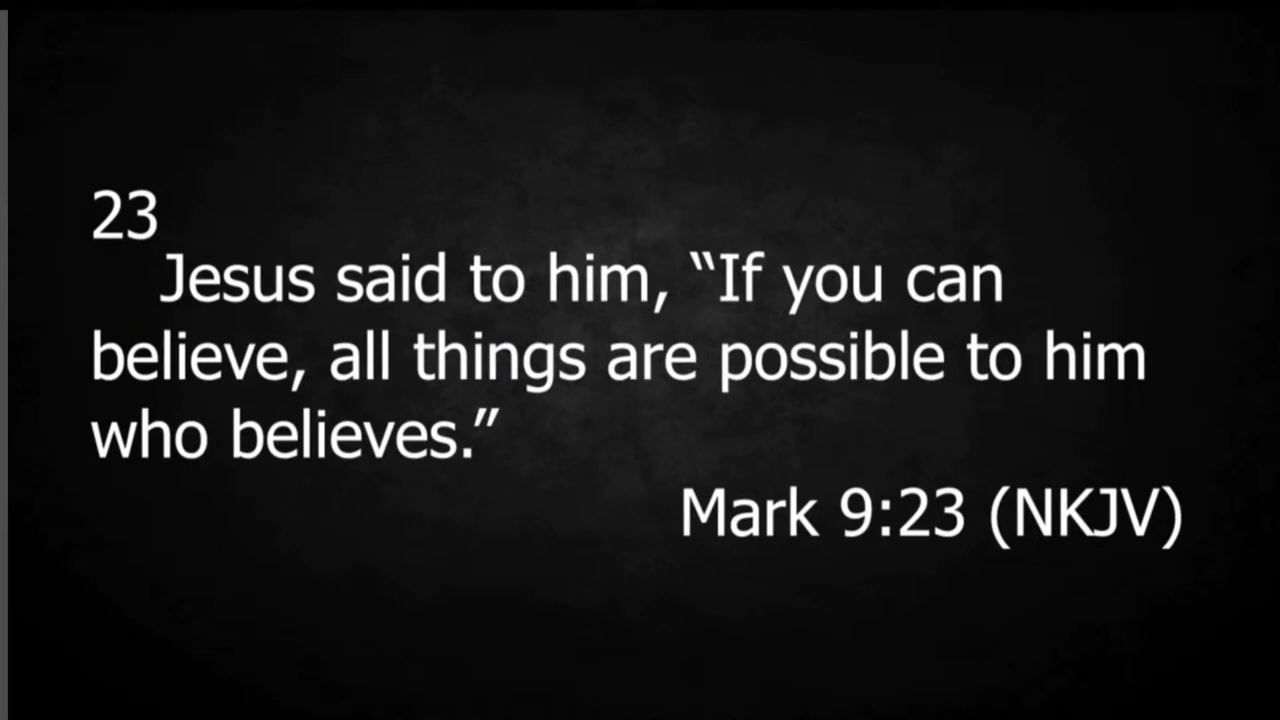 23
Jesus said to him, “If you can
believe, all things are possible to him
who believes.”
Mark 9:23 (NKJV)